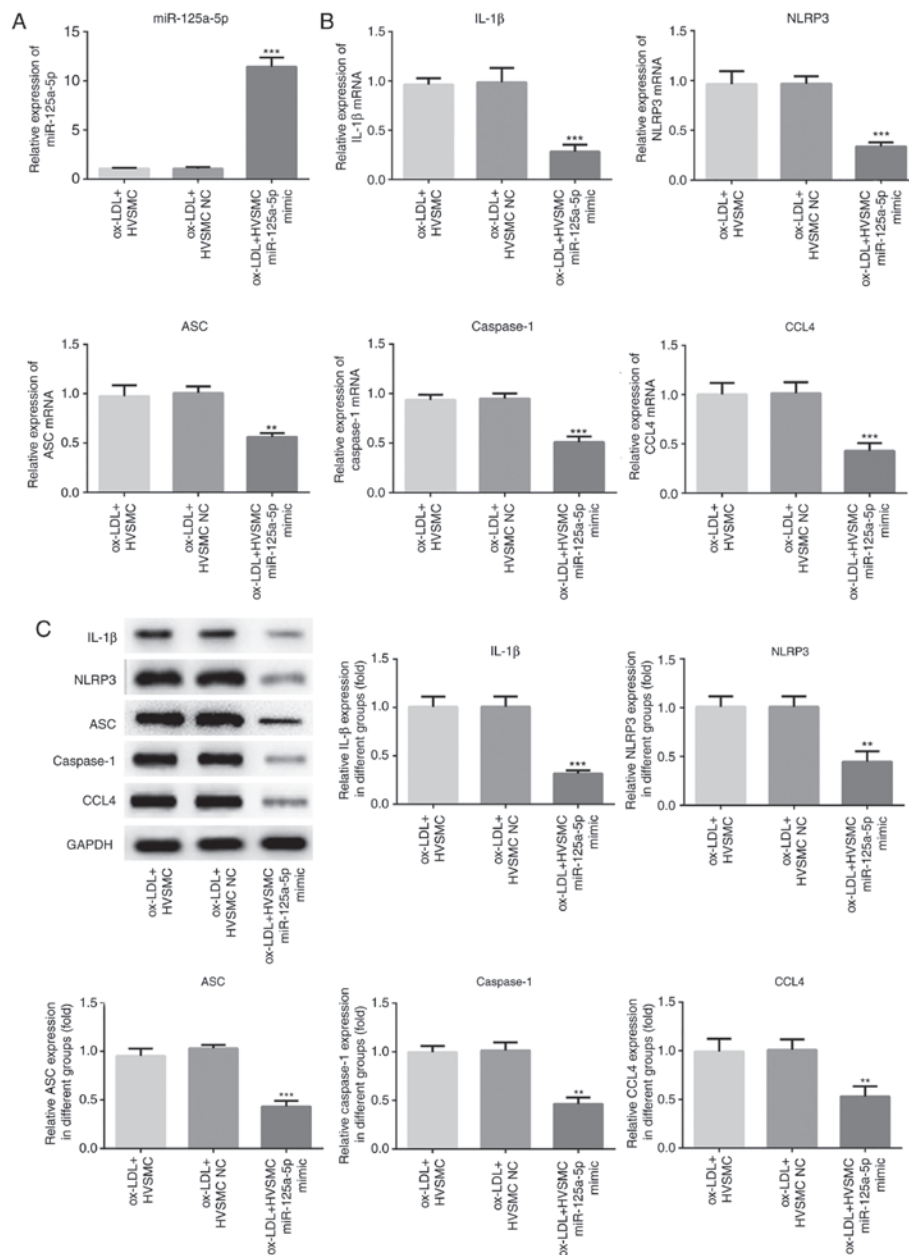 A
miR-125a-5p
Relative expression of
miR-125a-5p
15
10
5
0
***
ox-LDL+
HVSMC
ox-LDL+
HVSMC NC
ox-LDL+HVSMC
miR-125a-5p
mimic
B
IL-1β
Relative expression of
IL-1β mRNA
1.5
1.0
0.5
0.0
***
ox-LDL+
HVSMC
ox-LDL+
HVSMC NC
ox-LDL+HVSMC
miR-125a-5p
mimic
NLRP3
Relative expression of
NLRP3 mRNA
1.5
1.0
0.5
0.0
***
ox-LDL+
HVSMC
ox-LDL+
HVSMC NC
ox-LDL+HVSMC
miR-125a-5p
mimic
ASC
Relative expression of
ASC mRNA
1.5
1.0
0.5
0.0
**
ox-LDL+
HVSMC
ox-LDL+
HVSMC NC
ox-LDL+HVSMC
miR-125a-5p
mimic
Caspase-1
Relative expression of
caspase-1 mRNA
1.5
1.0
0.5
0.0
***
ox-LDL+
HVSMC
ox-LDL+
HVSMC NC
ox-LDL+HVSMC
miR-125a-5p
mimic
CCL4
Relative expression of
CCL4 mRNA
1.5
1.0
0.5
0.0
***
ox-LDL+
HVSMC
ox-LDL+
HVSMC NC
ox-LDL+HVSMC
miR-125a-5p
mimic
C
IL-1β
NLRP3
ASC
Caspase-1
CCL4
GAPDH
ox-LDL+
HVSMC
ox-LDL+
HVSMC NC
ox-LDL+HVSMC
miR-125a-5p
mimic
IL-1β
Relative IL-β expression
in different groups (fold)
1.5
1.0
0.5
0.0
***
ox-LDL+
HVSMC
ox-LDL+
HVSMC NC
ox-LDL+HVSMC
miR-125a-5p
mimic
NLRP3
Relative NLRP3 expression
in different groups (fold)
1.5
1.0
0.5
0.0
**
ox-LDL+
HVSMC
ox-LDL+
HVSMC NC
ox-LDL+HVSMC
miR-125a-5p
mimic
ASC
Relative ASC expression
in different groups (fold)
1.5
1.0
0.5
0.0
***
ox-LDL+
HVSMC
ox-LDL+
HVSMC NC
ox-LDL+HVSMC
miR-125a-5p
mimic
Caspase-1
Relative caspase-1 expression
in different groups (fold)
1.5
1.0
0.5
0.0
**
ox-LDL+
HVSMC
ox-LDL+
HVSMC NC
ox-LDL+HVSMC
miR-125a-5p
mimic
CCL4
Relative CCL4 expression
in different groups (fold)
1.5
1.0
0.5
0.0
**
ox-LDL+
HVSMC
ox-LDL+
HVSMC NC
ox-LDL+HVSMC
miR-125a-5p
mimic